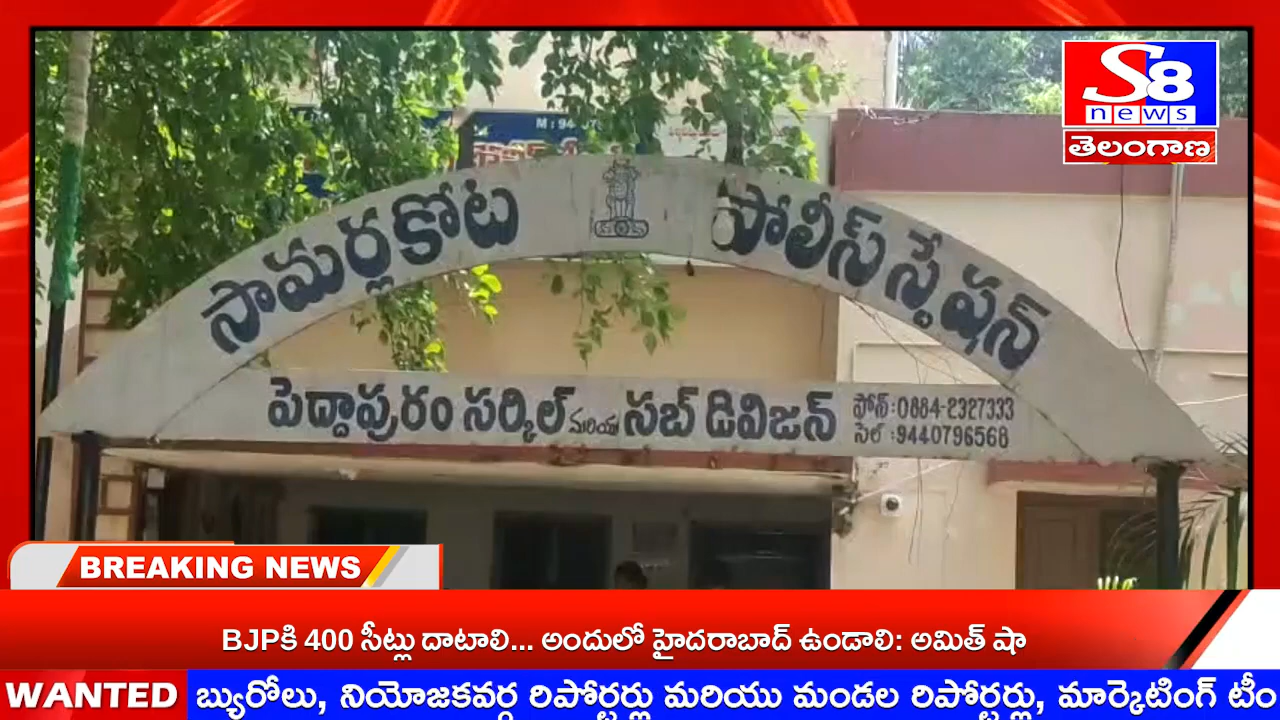 S8
news
తెలంగాణ
సామర్లకోట పోలీస్ స్టేషన్
పెద్దాపురం సర్కిల్ మరియు సబ్ డివిజన్
ఫోన్:0884-2327333
సెల్ :9440796568
BREAKING NEWS
BJPకి 400 సీట్లు దాటాలి... అందులో హైదరాబాద్ ఉండాలి: అమిత్ షా
WANTED బ్యురోలు, నియోజకవర్గ రిపోర్టర్లు మరియు మండల రిపోర్టర్లు, మార్కెటింగ్ టీం